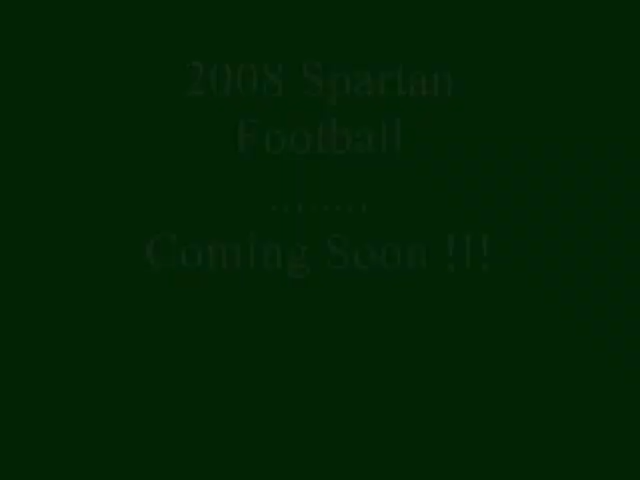 2008 Spartan
Football
........
Coming Soon !!!